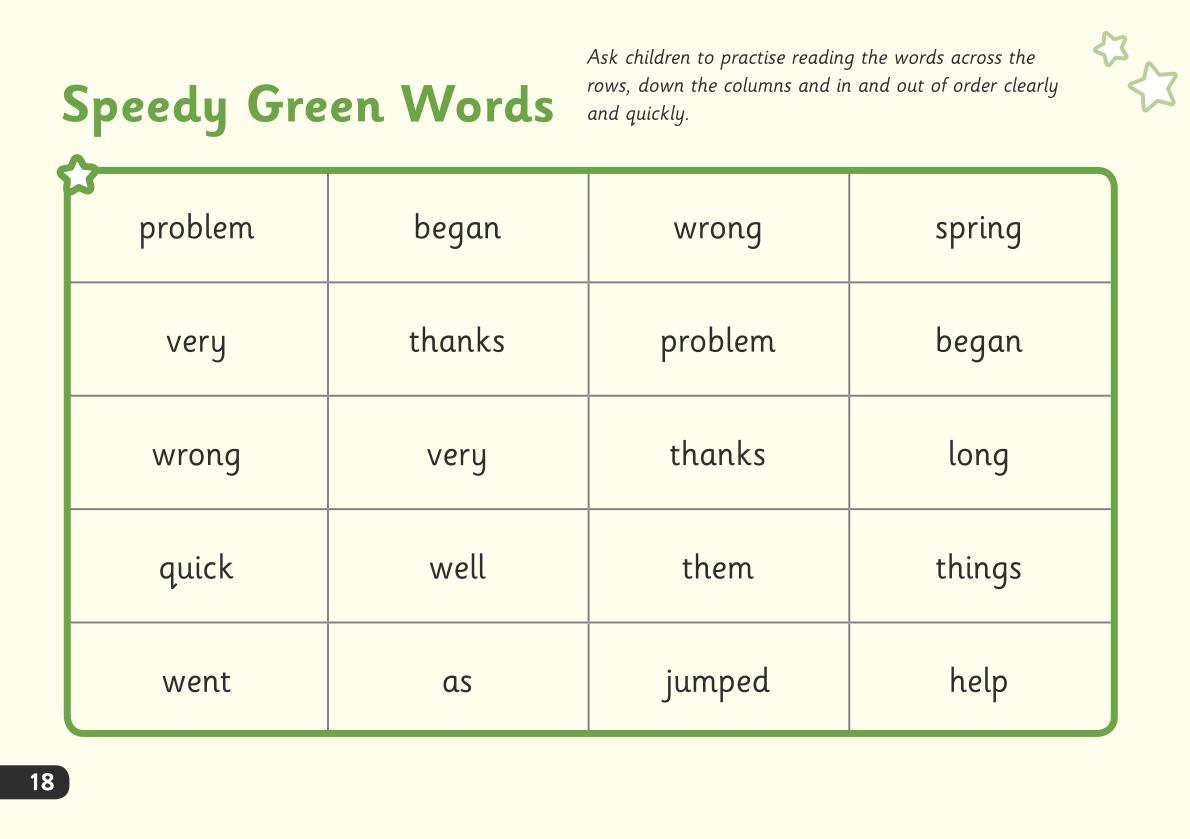 Speedy Green Words
Ask children to practise reading the words across the
rows, down the columns and in and out of order clearly
and quickly.
problem began wrong spring
very thanks problem began
wrong very thanks long
quick well them things
went as jumped help
18